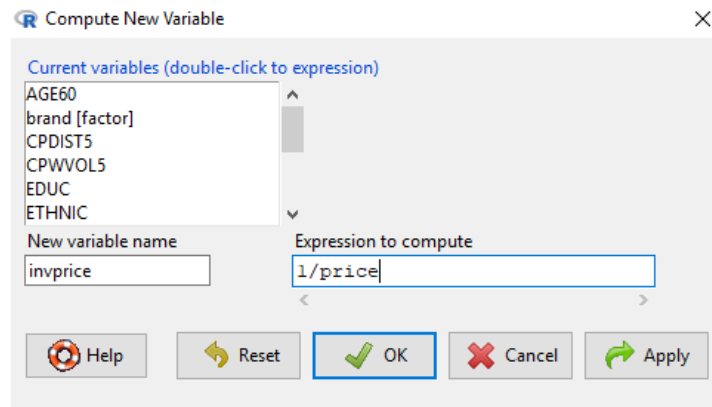 Compute New Variable
Current variables (double-click to expression)
AGE60
brand [factor]
CPDIST5
CPWVOL5
EDUC
ETHNIC
New variable name
Expression to compute
invprice
1/price
Help
Reset
OK
Cancel
Apply